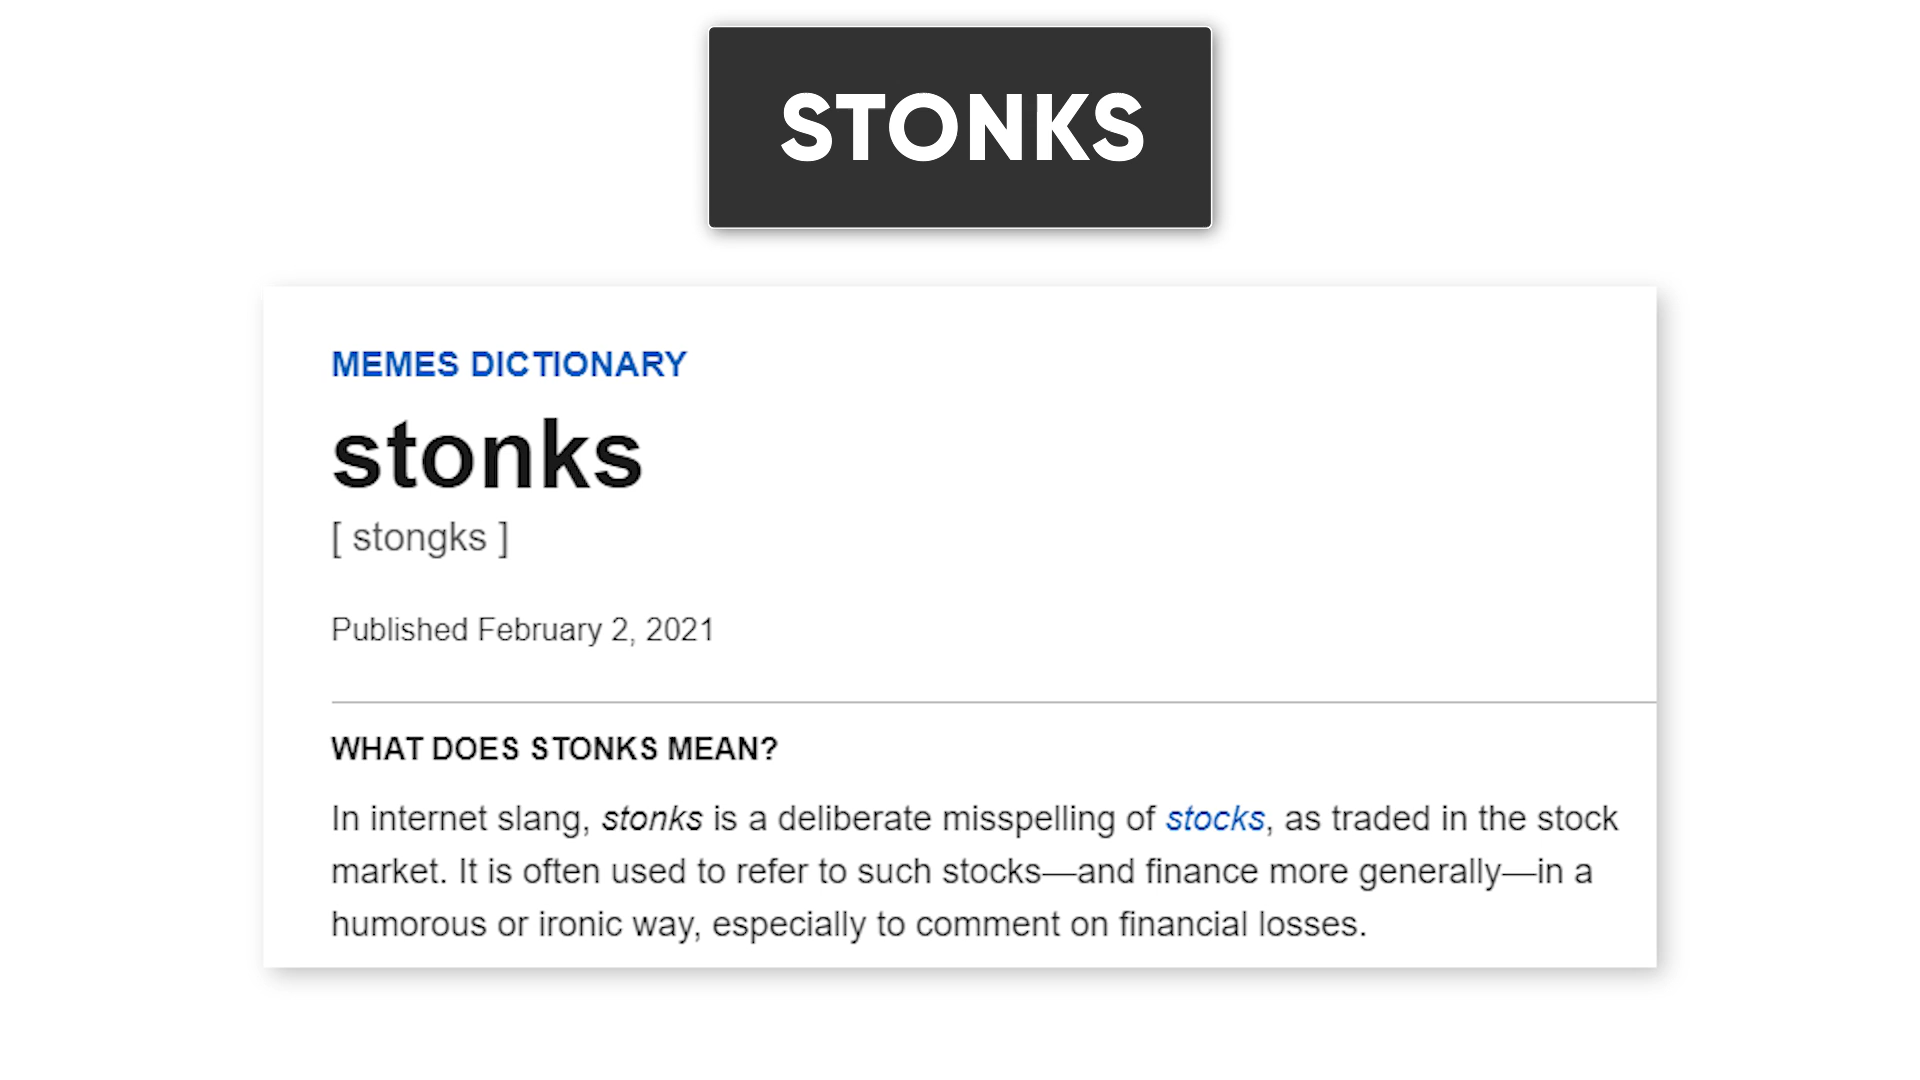 STONKS
MEMES DICTIONARY
stonks
[ stongks ]
Published February 2, 2021
WHAT DOES STONKS MEAN?
In internet slang, stonks is a deliberate misspelling of stocks, as traded in the stock
market. It is often used to refer to such stocks—and finance more generally—in a
humorous or ironic way, especially to comment on financial losses.